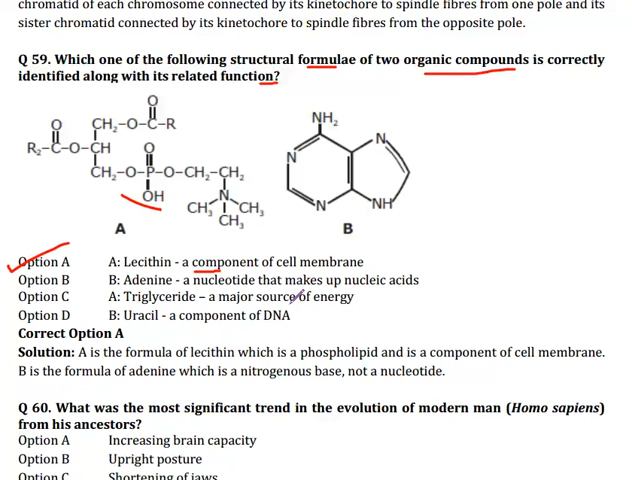 chromatid of each chromosome connected by its kinetochore to spindle fibres from one pole and its
sister chromatid connected by its kinetochore to spindle fibres from the opposite pole.
Q 59. Which one of the following structural formulae of two organic compounds is correctly
identified along with its related function?
O
O CH₂-O-C-R
R₂-C-O-CH O
CH₂-O-P-O-CH₂-CH₂
OH N
CH₃ CH₃
CH₃
A
NH₂
N N
N NH
B
Option A A: Lecithin - a component of cell membrane
Option B B: Adenine - a nucleotide that makes up nucleic acids
Option C A: Triglyceride – a major source of energy
Option D B: Uracil - a component of DNA
Correct Option A
Solution: A is the formula of lecithin which is a phospholipid and is a component of cell membrane.
B is the formula of adenine which is a nitrogenous base, not a nucleotide.
Q 60. What was the most significant trend in the evolution of modern man (Homo sapiens)
from his ancestors?
Option A Increasing brain capacity
Option B Upright posture
Option C Shortening of jaws